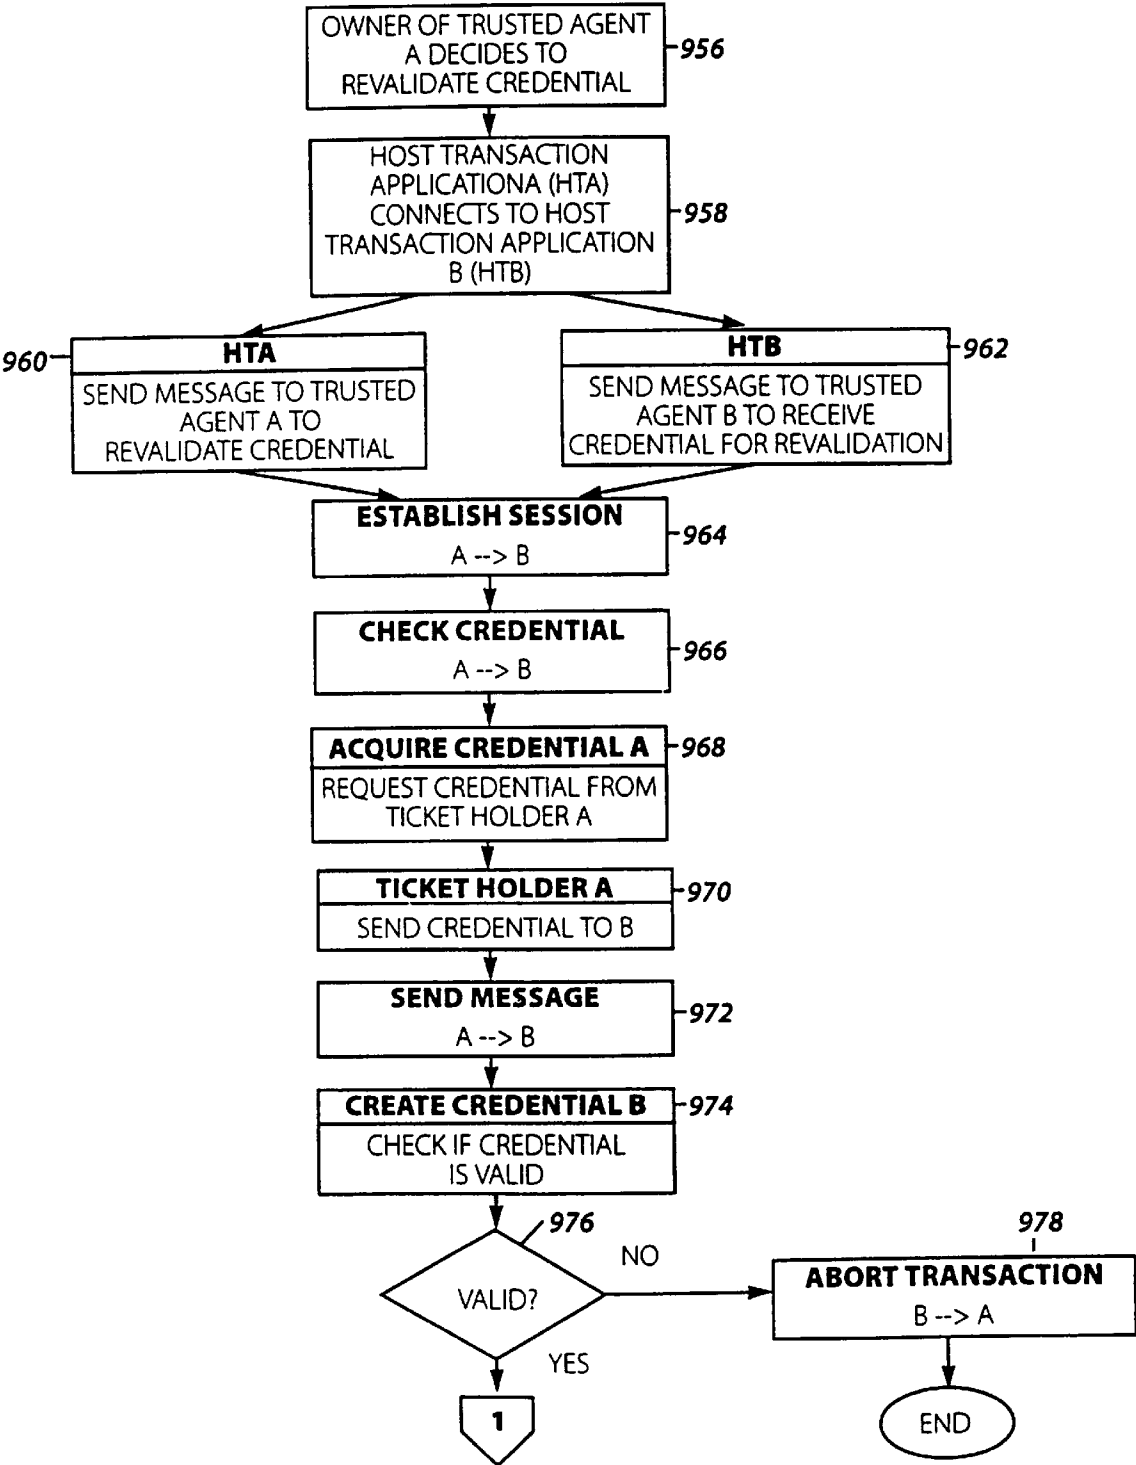 OWNER OF TRUSTED AGENT
A DECIDES TO
REVALIDATE CREDENTIAL
956
HOST TRANSACTION
APPLICATIONA (HTA)
CONNECTS TO HOST
TRANSACTION APPLICATION
B (HTB)
958
960
HTA
SEND MESSAGE TO TRUSTED
AGENT A TO
REVALIDATE CREDENTIAL
HTB
962
SEND MESSAGE TO TRUSTED
AGENT B TO RECEIVE
CREDENTIAL FOR REVALIDATION
ESTABLISH SESSION
A --> B
964
CHECK CREDENTIAL
A --> B
966
ACQUIRE CREDENTIAL A
968
REQUEST CREDENTIAL FROM
TICKET HOLDER A
TICKET HOLDER A
970
SEND CREDENTIAL TO B
SEND MESSAGE
A --> B
972
CREATE CREDENTIAL B
974
CHECK IF CREDENTIAL
IS VALID
976
VALID?
NO
YES
1
978
ABORT TRANSACTION
B --> A
END